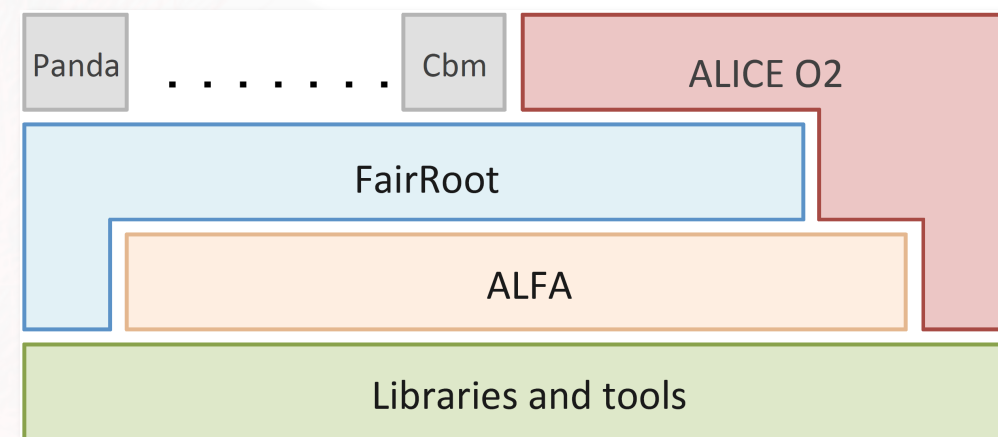 Panda
. . . . . . .
Cbm
ALICE O2
FairRoot
ALFA
Libraries and tools